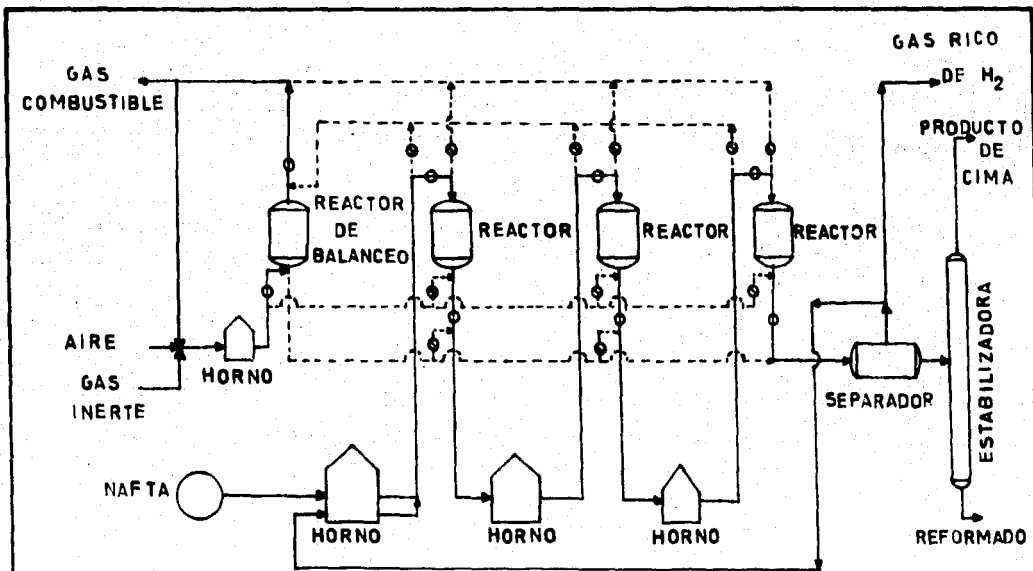 GAS RICO
DE H2
GAS
COMBUSTIBLE
PRODUCTO
DE
CIMA
REACTOR
DE
BALANCEO
REACTOR
REACTOR
REACTOR
AIRE
GAS
INERTE
HORNO
SEPARADOR
ESTABILIZADORA
NAFTA
HORNO
HORNO
HORNO
REFORMADO